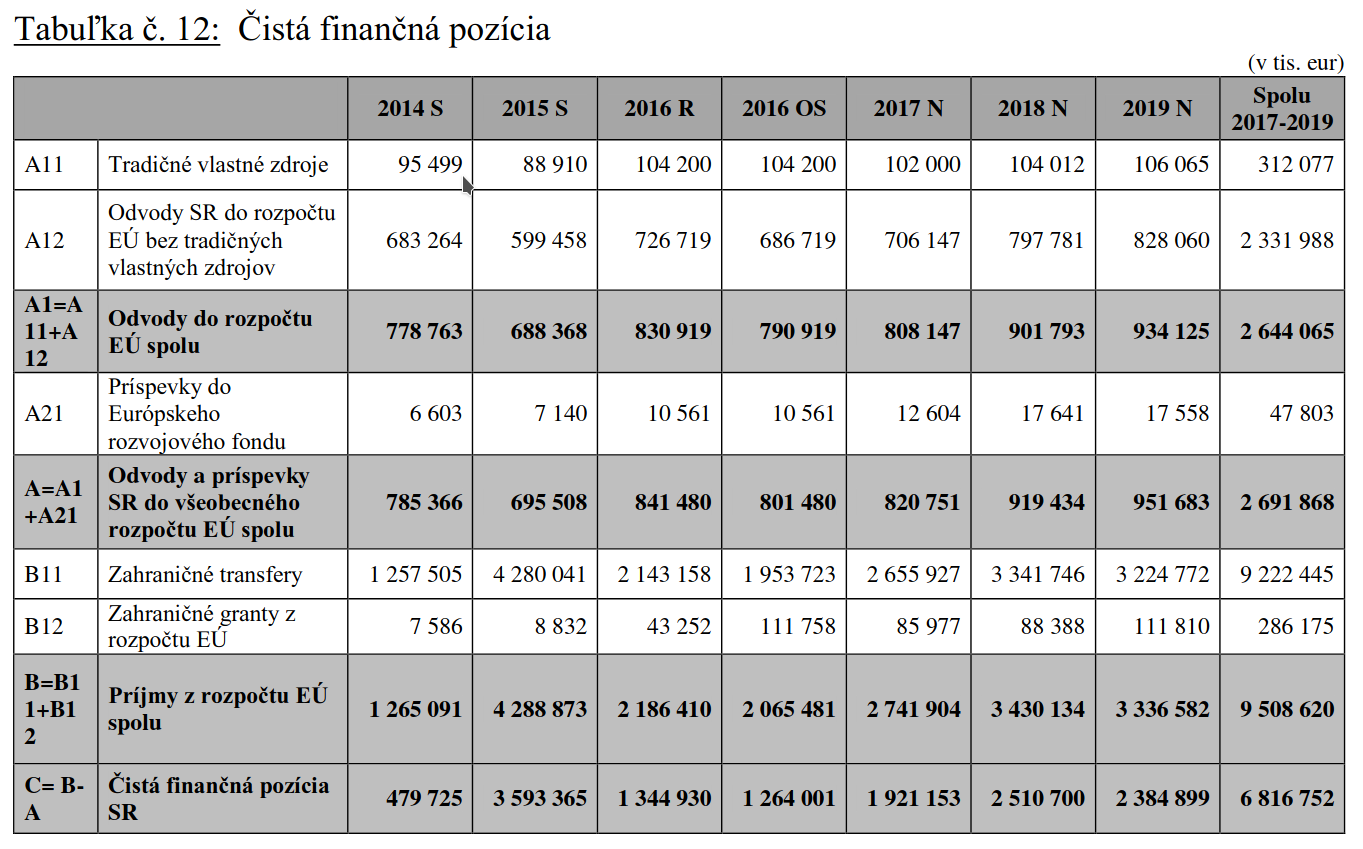 Tabuľka č. 12: Čistá finančná pozícia
(v tis. eur)
2014 S 2015 S 2016 R 2016 OS 2017 N 2018 N 2019 N Spolu
2017-2019
A11 Tradičné vlastné zdroje 95 499 88 910 104 200 104 200 102 000 104 012 106 065 312 077
Odvody SR do rozpočtu
A12 EÚ bez tradičných 683 264 599 458 726 719 686 719 706 147 797 781 828 060 2 331 988
vlastných zdrojov
A1=A
11+A Odvody do rozpočtu 778 763 688 368 830 919 790 919 808 147 901 793 934 125 2 644 065
12 EÚ spolu
Príspevky do
A21 Európskeho 6 603 7 140 10 561 10 561 12 604 17 641 17 558 47 803
rozvojového fondu
Odvody a príspevky
A=A1 SR do všeobecného 785 366 695 508 841 480 801 480 820 751 919 434 951 683 2 691 868
+A21 rozpočtu EÚ spolu
B11 Zahraničné transfery 1 257 505 4 280 041 2 143 158 1 953 723 2 655 927 3 341 746 3 224 772 9 222 445
B12 Zahraničné granty z 7 586 8 832 43 252 111 758 85 977 88 388 111 810 286 175
rozpočtu EÚ
B=B1
1+B1 Príjmy z rozpočtu EÚ 1 265 091 4 288 873 2 186 410 2 065 481 2 741 904 3 430 134 3 336 582 9 508 620
2 spolu
C= B- Čistá finančná pozícia 479 725 3 593 365 1 344 930 1 264 001 1 921 153 2 510 700 2 384 899 6 816 752
A SR